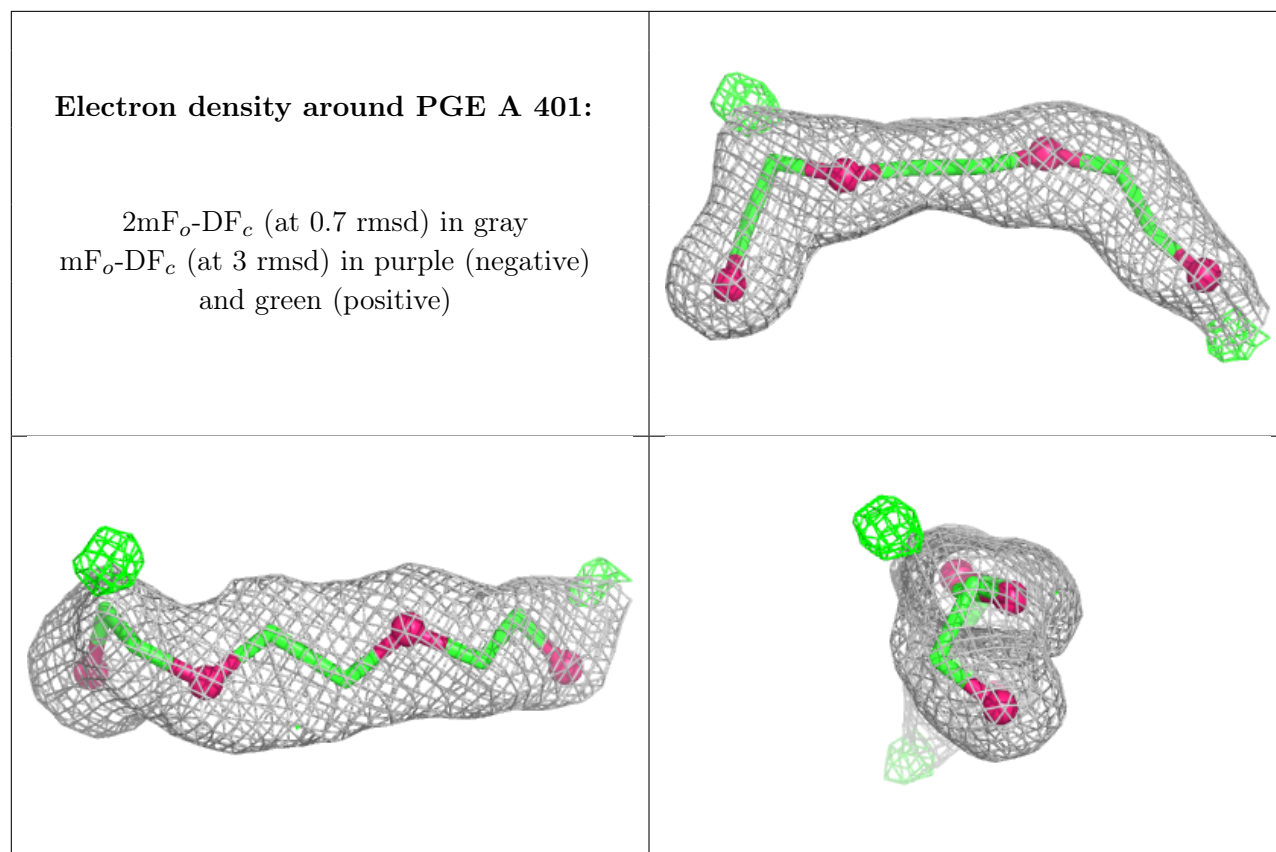 Electron density around PGE A 401:
2mFo-DFc (at 0.7 rmsd) in gray
mFo-DFc (at 3 rmsd) in purple (negative)
and green (positive)